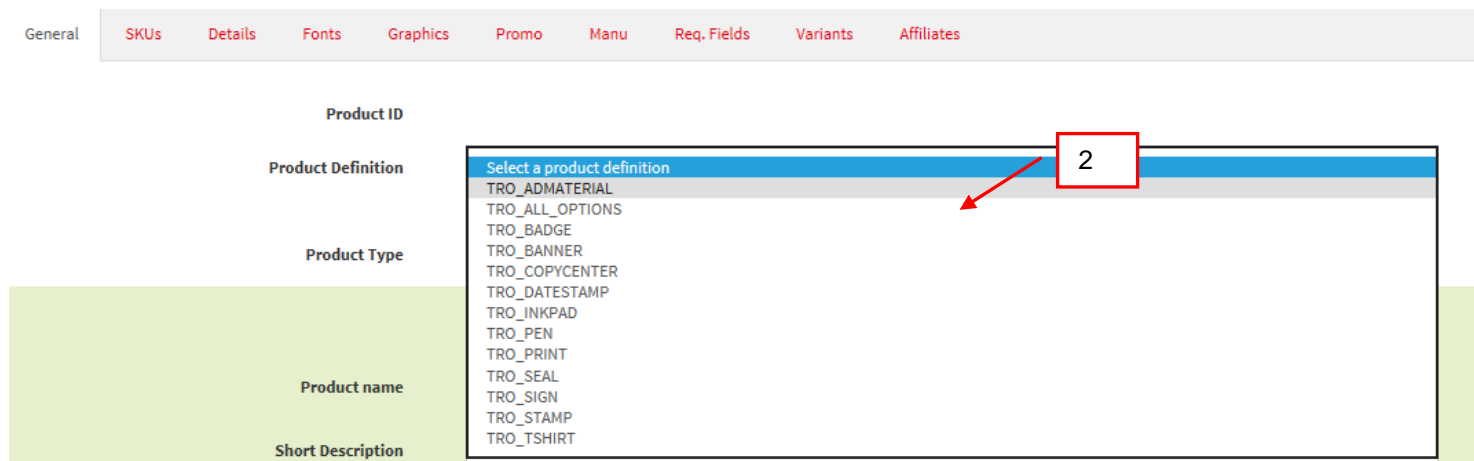 General SKUs Details Fonts Graphics Promo Manu Req. Fields Variants Affiliates
Product ID
2
Product Definition
Select a product definition
TRO_ADMATERIAL
TRO_ALL_OPTIONS
TRO_BADGE
Product Type
TRO_BANNER
TRO_COPYCENTER
TRO_DATESTAMP
TRO_INKPAD
TRO_PEN
TRO_PRINT
TRO_SEAL
Product name
TRO_SIGN
TRO_STAMP
TRO_TSHIRT
Short Description